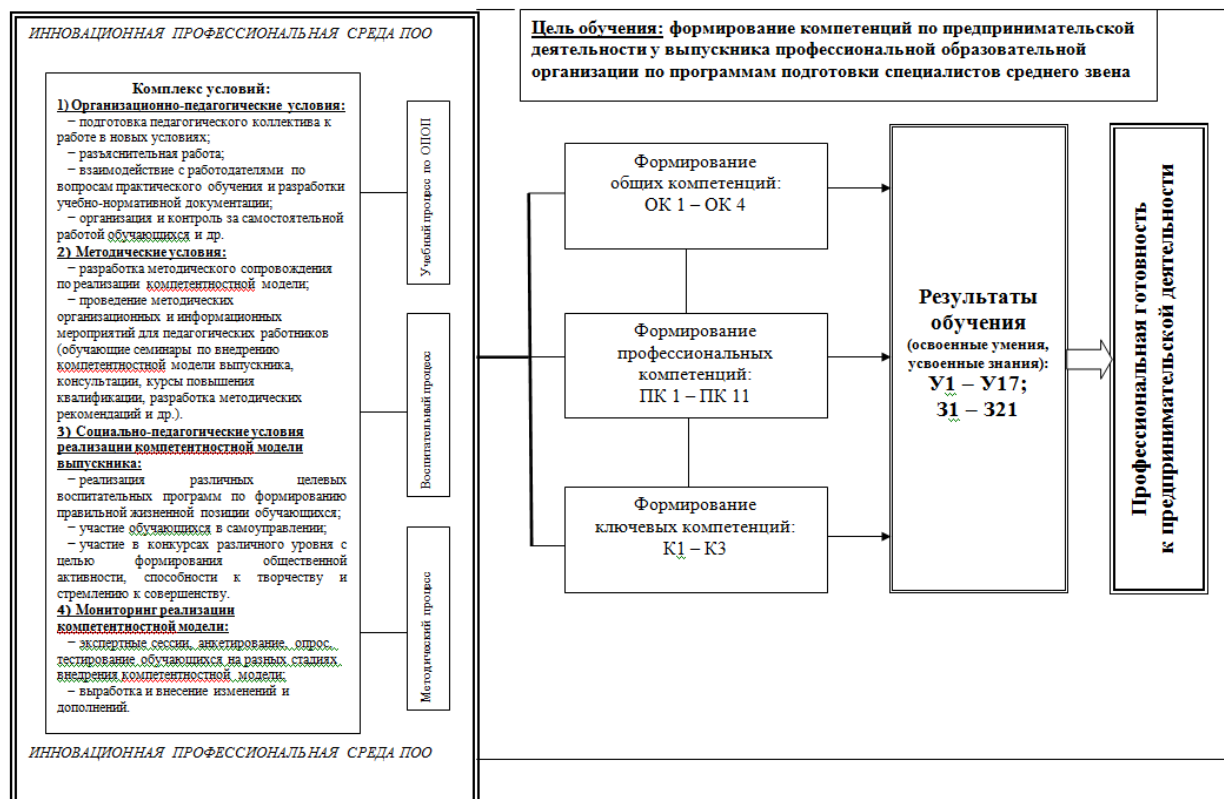 ИННОВАЦИОННАЯ ПРОФЕССИОНАЛЬНАЯ СРЕДА ПОО
Комплекс условий:
1) Организационно-педагогические условия:
− подготовка педагогического коллектива к
работе в новых условиях;
− разъяснительная работа;
− взаимодействие с работодателями по
вопросам практического обучения и разработки
учебно-нормативной документации;
− организация и контроль за самостоятельной
работой обучающихся и др.
2) Методические условия:
− разработка методического сопровождения
по реализации компетентностной модели;
− проведение методических
организационных и информационных
мероприятий для педагогических работников
(обучающие семинары по внедрению
компетентностной модели выпускника,
консультации, курсы повышения
квалификации, разработка методических
рекомендаций и др.).
3) Социально-педагогические условия
реализации компетентностной модели
выпускника:
− реализация различных целевых
воспитательных программ по формированию
правильной жизненной позиции обучающихся;
− участие обучающихся в самоуправлении;
− участие в конкурсах различного уровня с
целью формирования общественной
активности, способности к творчеству и
стремлению к совершенству.
4) Мониторинг реализации
компетентностной модели:
− экспертные сессии, анкетирование, опрос,
тестирование обучающихся на разных стадиях
внедрения компетентностной модели;
− выработка и внесение изменений и
дополнений.
ИННОВАЦИОННАЯ ПРОФЕССИОНАЛЬНАЯ СРЕДА ПОО
Учебный процесс по ОПОП
Воспитательный процесс
Методический процесс
Цель обучения: формирование компетенций по предпринимательской
деятельности у выпускника профессиональной образовательной
организации по программам подготовки специалистов среднего звена
Формирование
общих компетенций:
ОК 1 – ОК 4
Формирование
профессиональных
компетенций:
ПК 1 – ПК 11
Формирование
ключевых компетенций:
К1 – К3
Результаты
обучения
(освоенные умения,
усвоенные знания):
У1 – У17;
З1 – З21
Профессиональная готовность
к предпринимательской деятельности